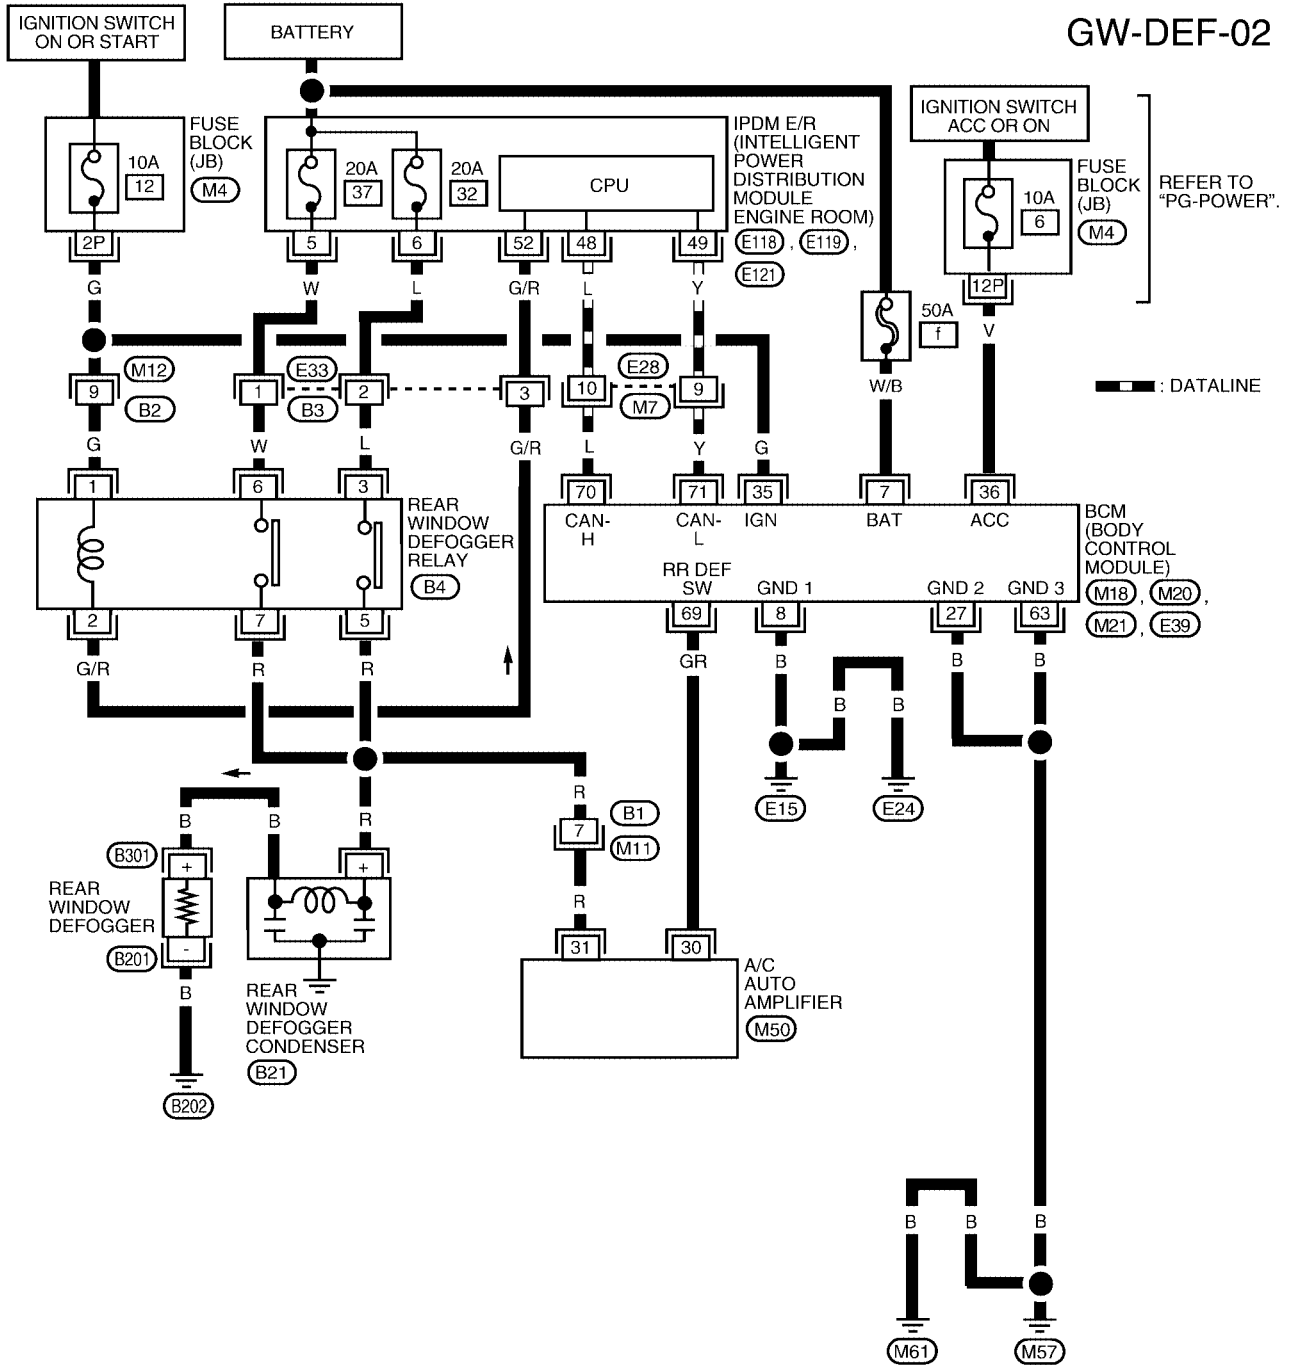 GW-DEF-02
IGNITION SWITCH
ON OR START
BATTERY
IGNITION SWITCH
ACC OR ON
FUSE
BLOCK
(JB)
M4
10A
12
20A
37
20A
32
CPU
IPDM E/R
(INTELLIGENT
POWER
DISTRIBUTION
MODULE
ENGINE ROOM)
E118 , E119 ,
E121
10A
6
FUSE
BLOCK
(JB)
M4
REFER TO
“PG-POWER”.
2P
5
6
52
48
49
12P
G
W
L
G/R
L
Y
50A
f
V
M12
9
B2
E33
1
2
B3
3
E28
10
9
M7
W/B
: DATALINE
G
W
L
G/R
L
Y
G
1
6
3
70
71
35
7
36
REAR
WINDOW
DEFOGGER
RELAY
B4
CAN-
H
CAN-
L
IGN
BAT
ACC
RR DEF
SW
GND 1
GND 2
GND 3
BCM
(BODY
CONTROL
MODULE)
M18 , M20 ,
M21 , E39
2
7
5
69
8
27
63
G/R
R
R
GR
B
B
B
B
B
E15
E24
B
B
R
R
7
B1
M11
R
B301
+
+
REAR
WINDOW
DEFOGGER
B201
-
B
B202
REAR
WINDOW
DEFOGGER
CONDENSER
B21
31
30
A/C
AUTO
AMPLIFIER
M50
B
B
B
M61
M57